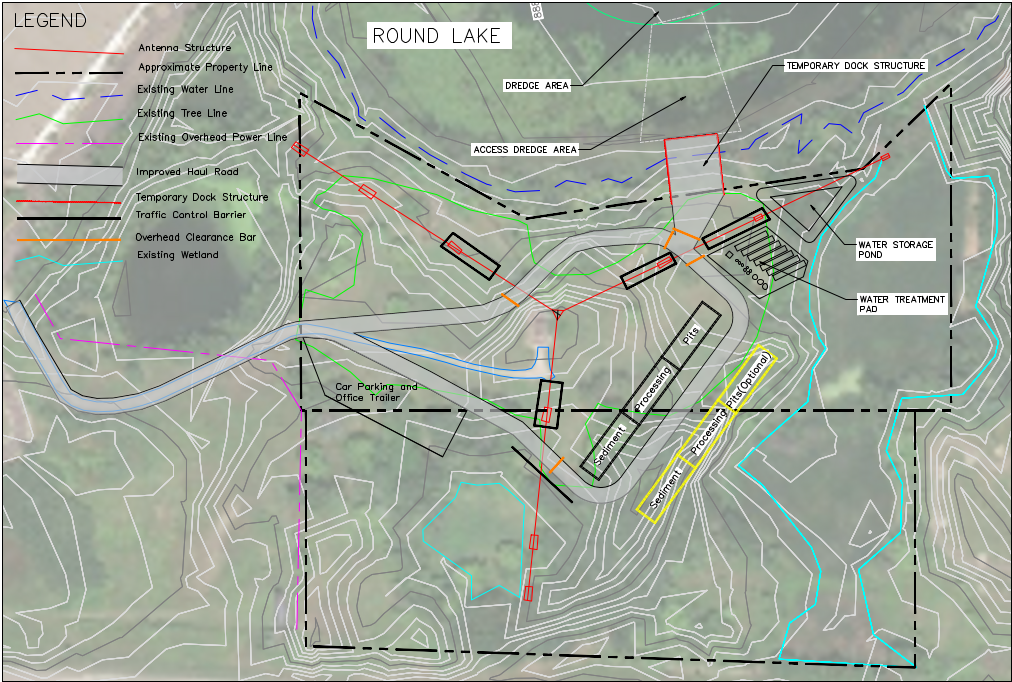 LEGEND
Antenna Structure
Approximate Property Line
Existing Water Line
Existing Tree Line
Existing Overhead Power Line
Improved Haul Road
Temporary Dock Structure
Traffic Control Barrier
Overhead Clearance Bar
Existing Wetland
888
ROUND LAKE
DREDGE AREA
TEMPORARY DOCK STRUCTURE
ACCESS DREDGE AREA
WATER STORAGE
POND
WATER TREATMENT
PAD
Car Parking and
Office Trailer
Sediment Processing Pits
Sediment Processing Pits(Optional)